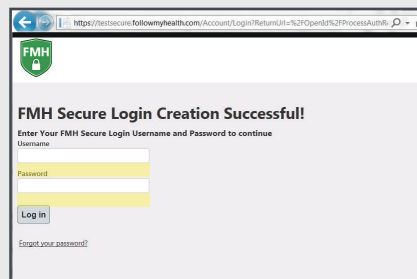 https://testsecure.followmyhealth.com/Account/Login?ReturnUrl=%2FOpenId%2FProcessAuthRe
FMH
FMH Secure Login Creation Successful!
Enter Your FMH Secure Login Username and Password to continue
Username
Password
Log in
Forgot your password?